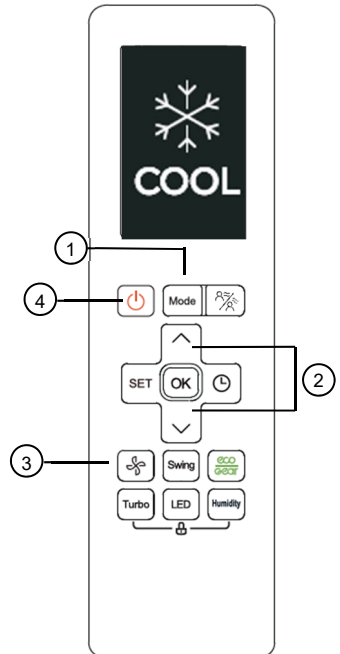 COOL
1
4
Mode
SET OK
2
3
Swing eco GEAR
Turbo LED Humidity